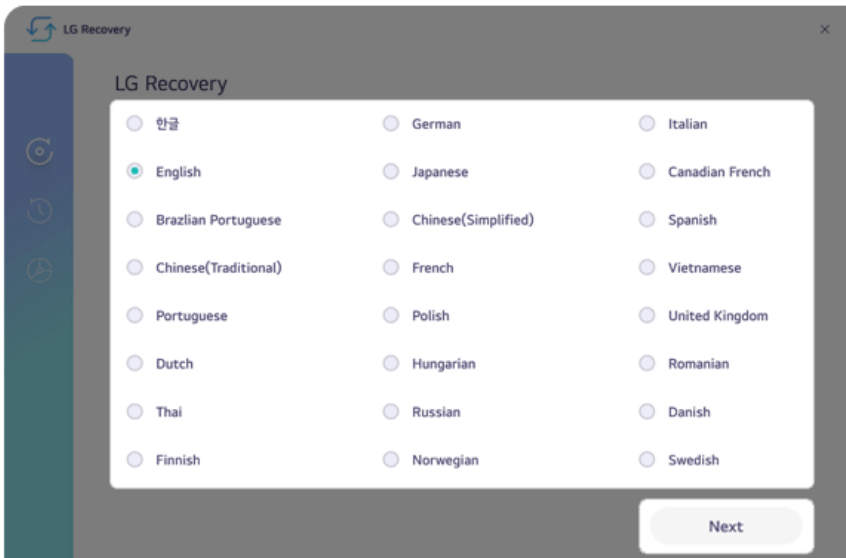 LG Recovery
LG Recovery
한글 German Italian
English Japanese Canadian French
Brazlian Portuguese Chinese(Simplified) Spanish
Chinese(Traditional) French Vietnamese
Portuguese Polish United Kingdom
Dutch Hungarian Romanian
Thai Russian Danish
Finnish Norwegian Swedish
Next